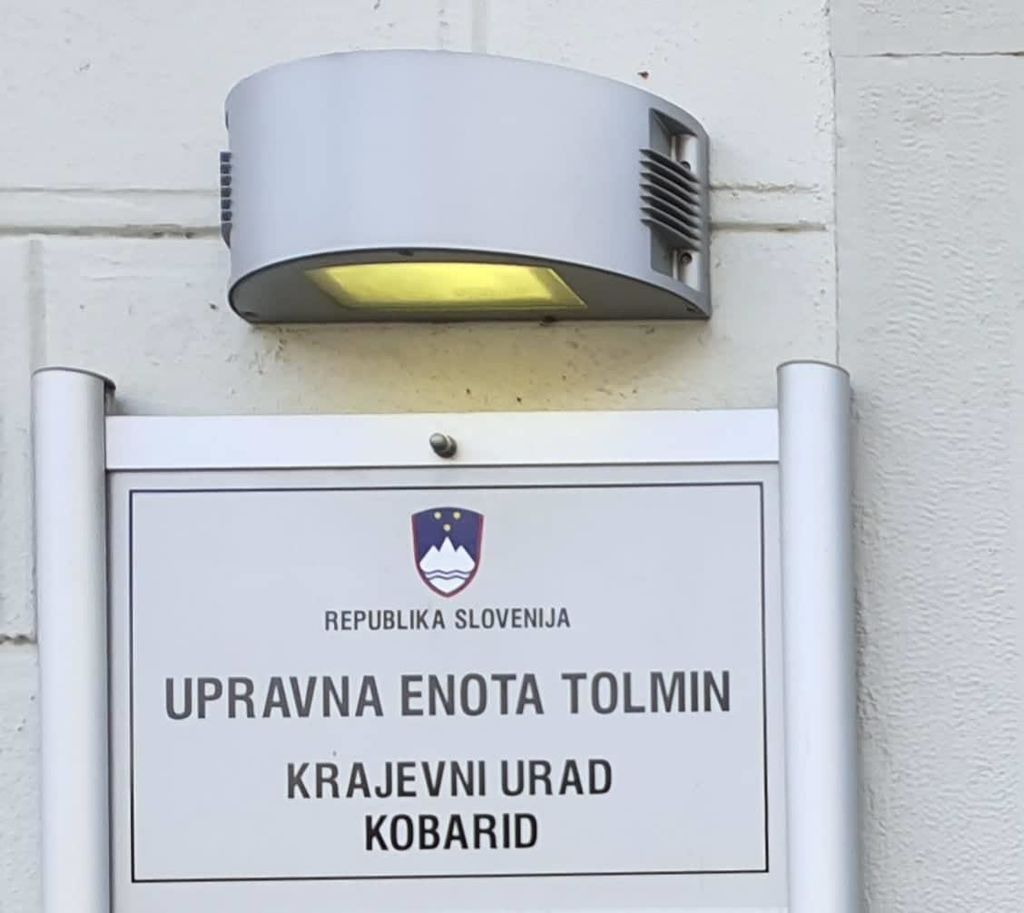 REPUBLIKA SLOVENIJA
UPRAVNA ENOTA TOLMIN
KRAJEVNI URAD
KOBARID